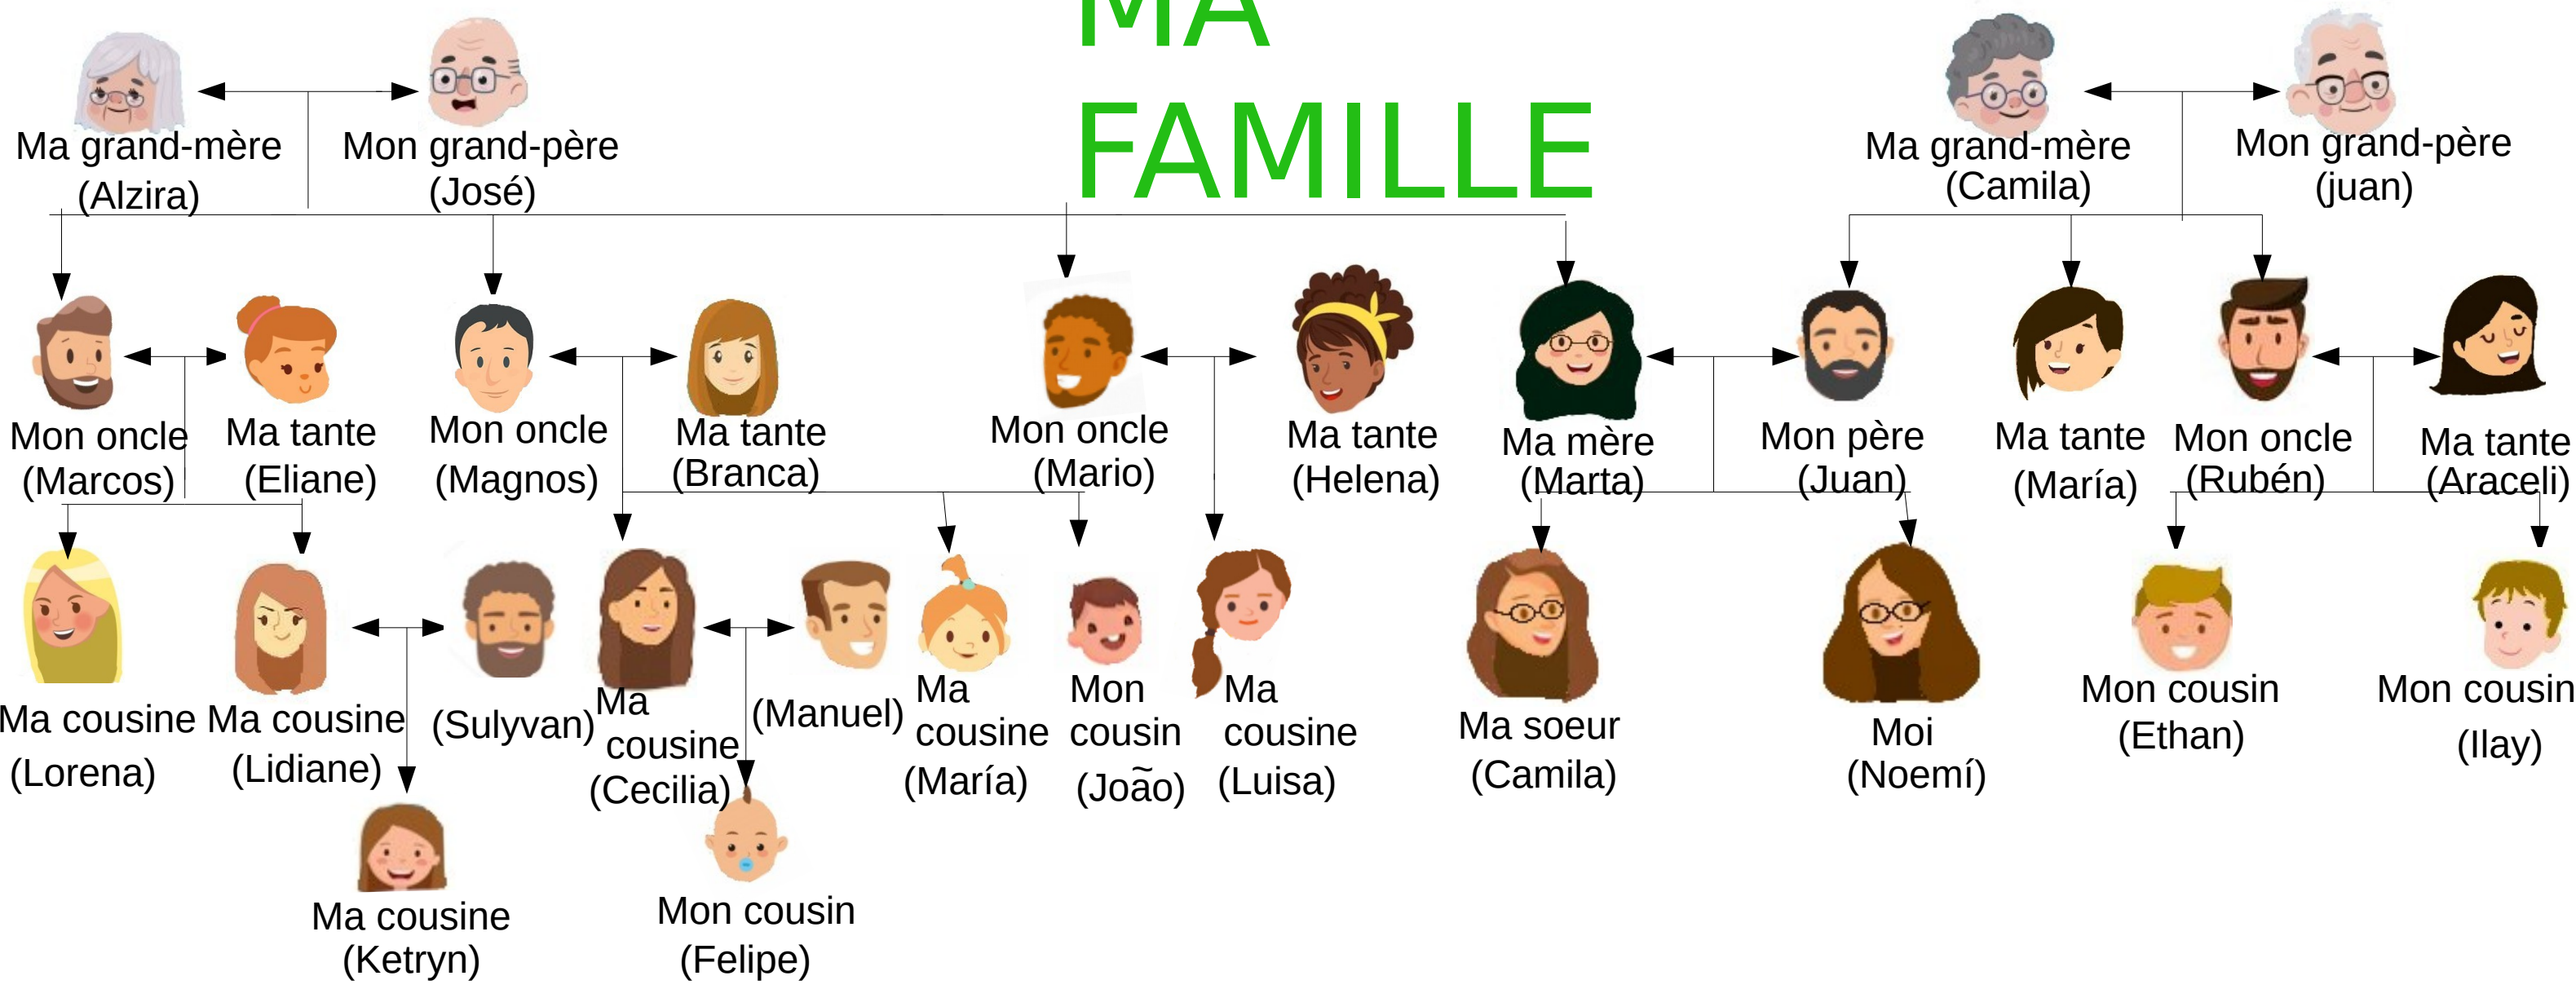 MA
FAMILLE
Ma grand-mère
(Alzira)
Mon grand-père
(José)
Ma grand-mère
(Camila)
Mon grand-père
(juan)
Mon oncle
(Marcos)
Ma tante
(Eliane)
Mon oncle
(Magnos)
Ma tante
(Branca)
Mon oncle
(Mario)
Ma tante
(Helena)
Ma mère
(Marta)
Mon père
(Juan)
Ma tante
(María)
Mon oncle
(Rubén)
Ma tante
(Araceli)
Ma cousine
(Lorena)
Ma cousine
(Lidiane)
(Sulyvan)
Ma
cousine
(Cecilia)
(Manuel)
Ma
cousine
(María)
Mon
cousin
(João)
Ma
cousine
(Luisa)
Ma soeur
(Camila)
Moi
(Noemí)
Mon cousin
(Ethan)
Mon cousin
(Ilay)
Ma cousine
(Ketryn)
Mon cousin
(Felipe)